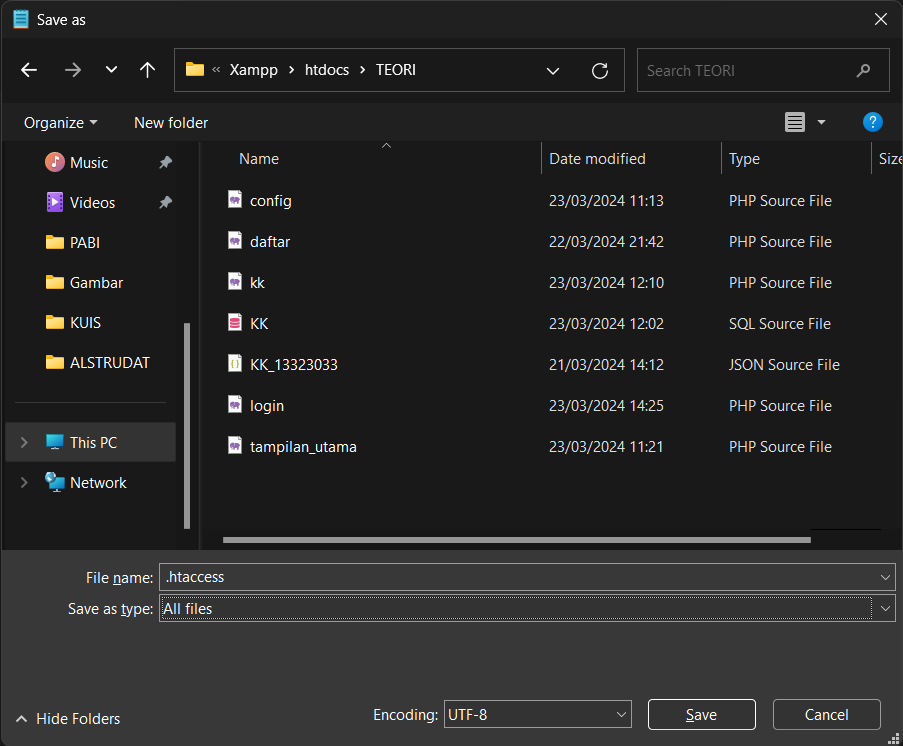 Save as
« Xampp › htdocs › TEORI
Search TEORI
Organize
New folder
?
Music
Videos
PABI
Gambar
KUIS
ALSTRUDAT
This PC
Network
Name Date modified Type Size
config 23/03/2024 11:13 PHP Source File
daftar 22/03/2024 21:42 PHP Source File
kk 23/03/2024 12:10 PHP Source File
KK 23/03/2024 12:02 SQL Source File
KK_13323033 21/03/2024 14:12 JSON Source File
login 23/03/2024 14:25 PHP Source File
tampilan_utama 23/03/2024 11:21 PHP Source File
File name: .htaccess
Save as type: All files
Hide Folders
Encoding: UTF-8
Save
Cancel